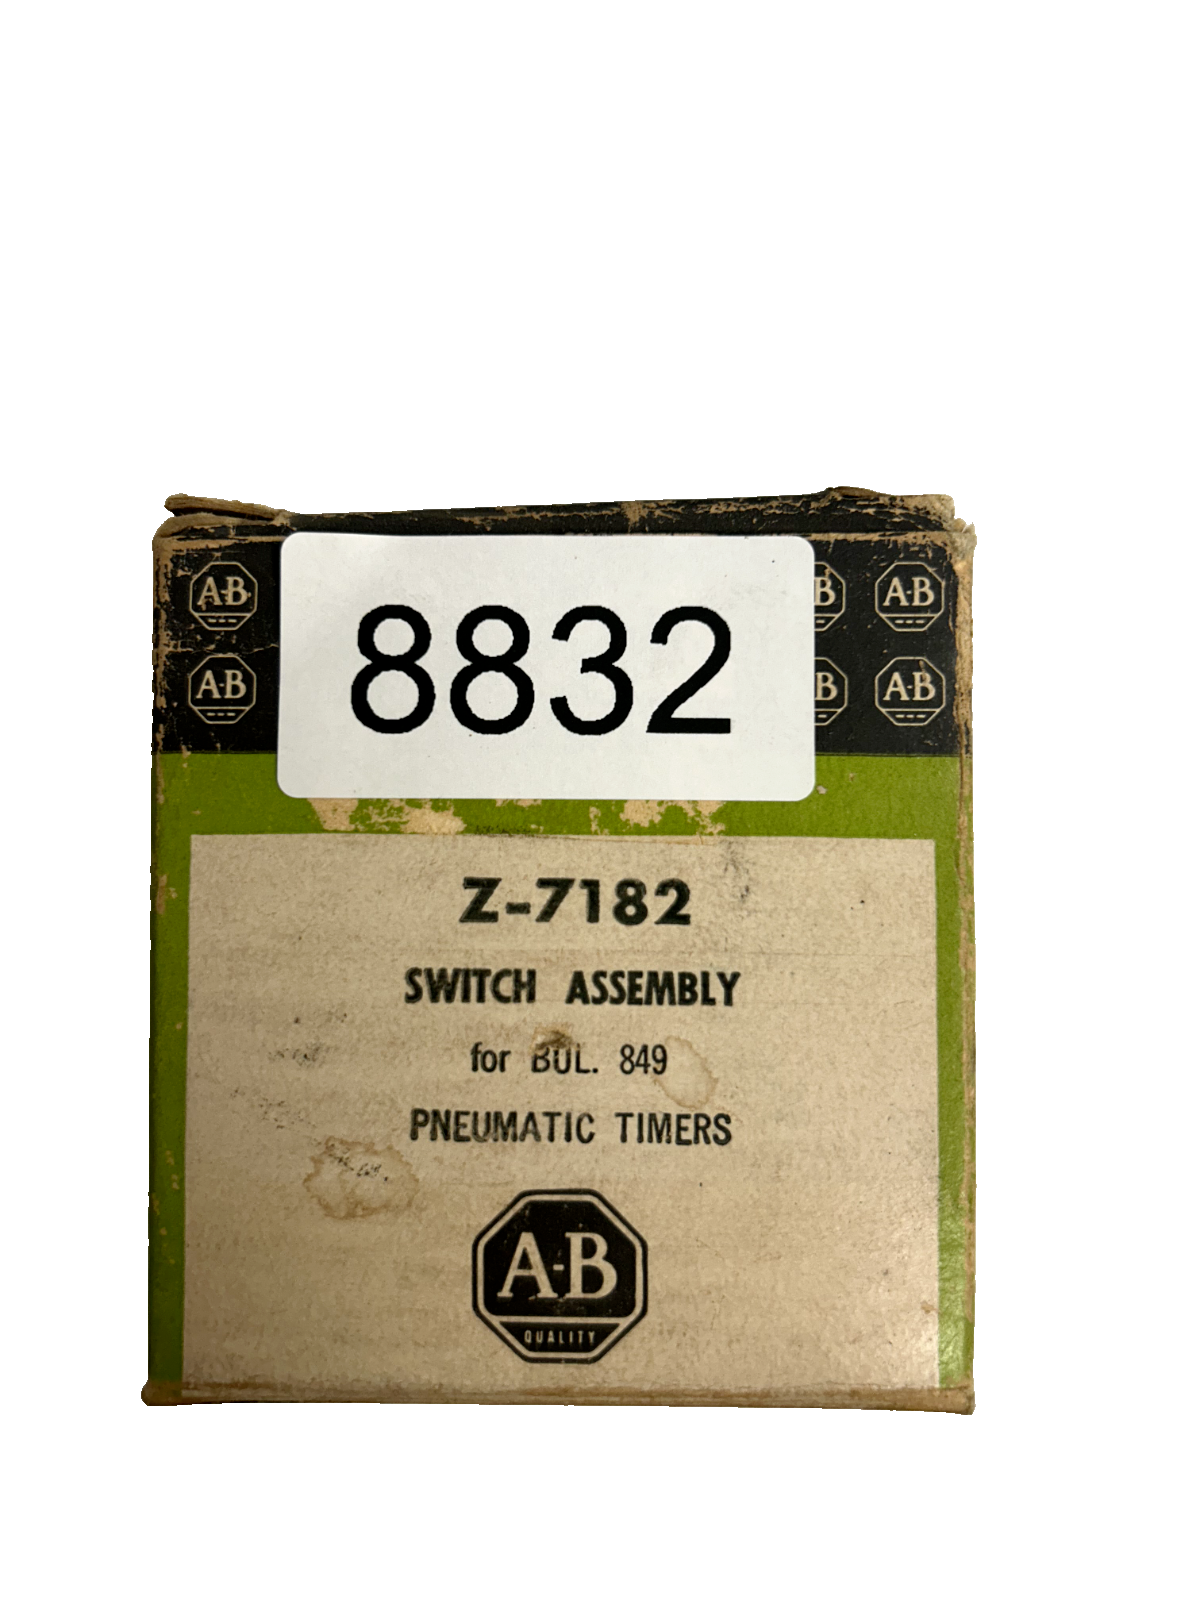 A-B
B
A-B
8832
A-B
B
A-B
Z-7182
SWITCH ASSEMBLY
for BUL. 849
PNEUMATIC TIMERS
A-B
QUALITY